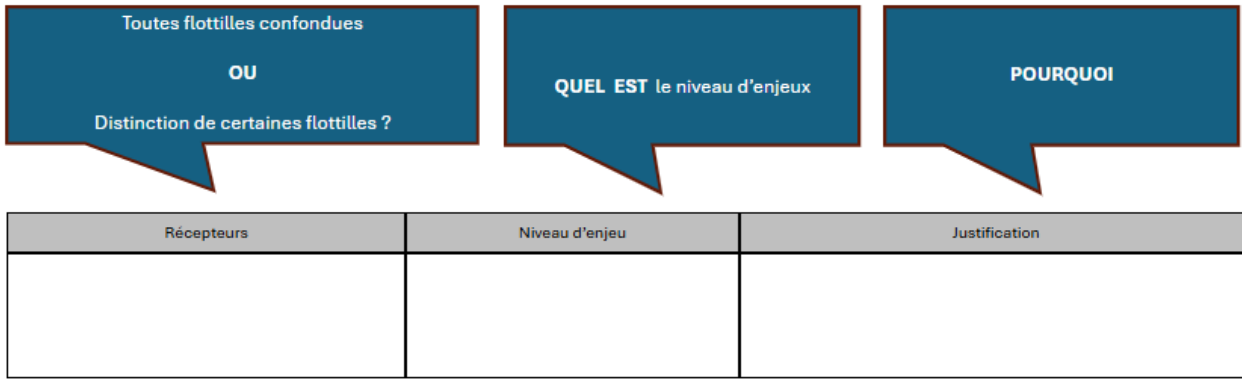 Toutes flottilles confondues
OU
Distinction de certaines flottilles ?
QUEL EST le niveau d'enjeux
POURQUOI
Récepteurs
Niveau d'enjeu
Justification